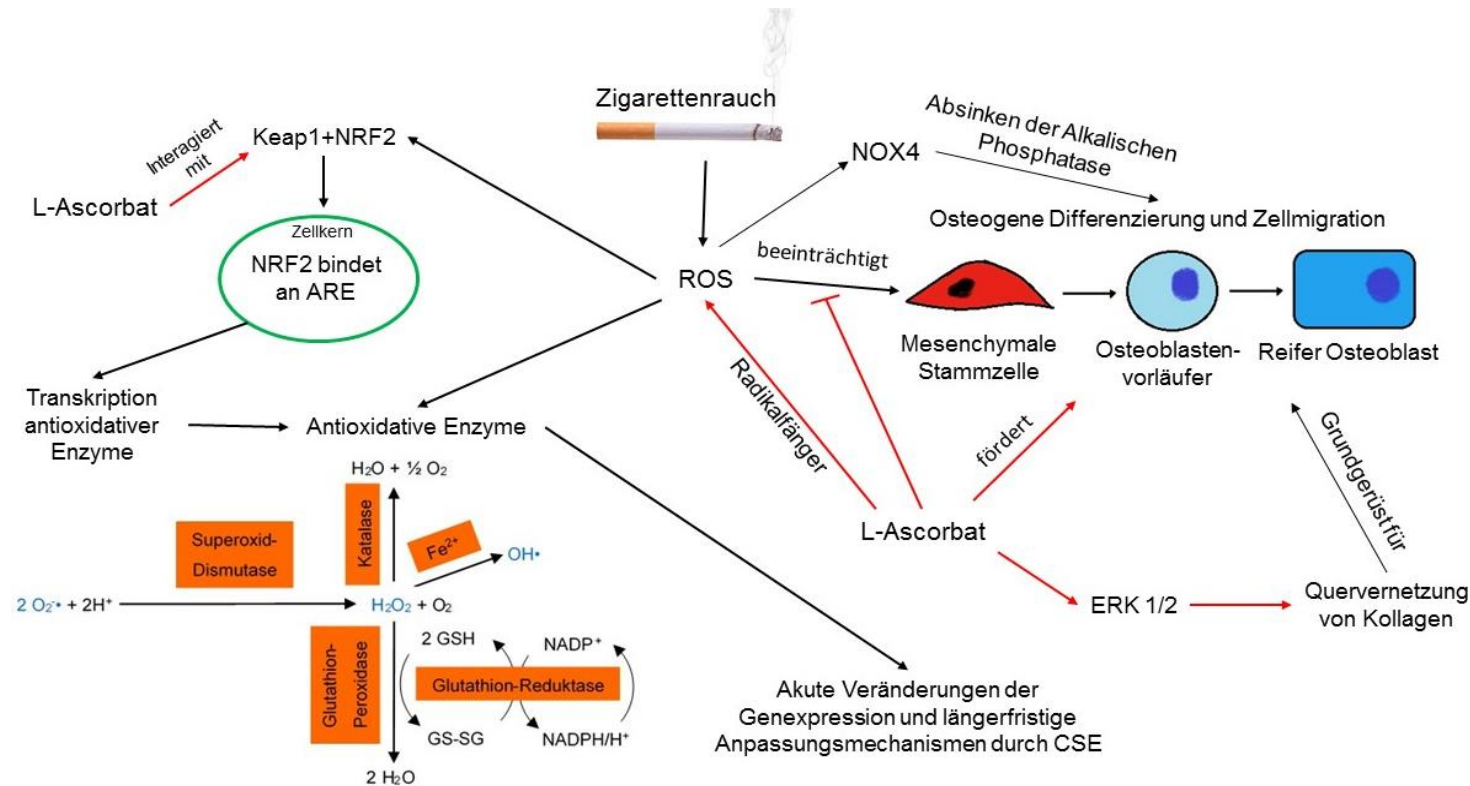 Zigarettenrauch
Keap1+NRF2
Interagiert
mit
L-Ascorbat
Zellkern
NRF2 bindet
an ARE
ROS
NOX4
Absinken der Alkalischen
Phosphatase
Osteogene Differenzierung und Zellmigration
beeinträchtigt
Mesenchymale
Stammzelle
Osteoblasten-
vorläufer
Reifer Osteoblast
Transkription
antioxidativer
Enzyme
Antioxidative Enzyme
Radikalfänger
fördert
Grundgerüst für
L-Ascorbat
ERK 1/2
Quervernetzung
von Kollagen
H₂O + ½ O₂
Superoxid-
Dismutase
Katalase
Fe²⁺
OH•
2 O₂⁻• + 2H⁺
H₂O₂ + O₂
Glutathion-
Peroxidase
2 GSH
NADP⁺
Glutathion-Reduktase
GS-SG
NADPH/H⁺
2 H₂O
Akute Veränderungen der
Genexpression und längerfristige
Anpassungsmechanismen durch CSE